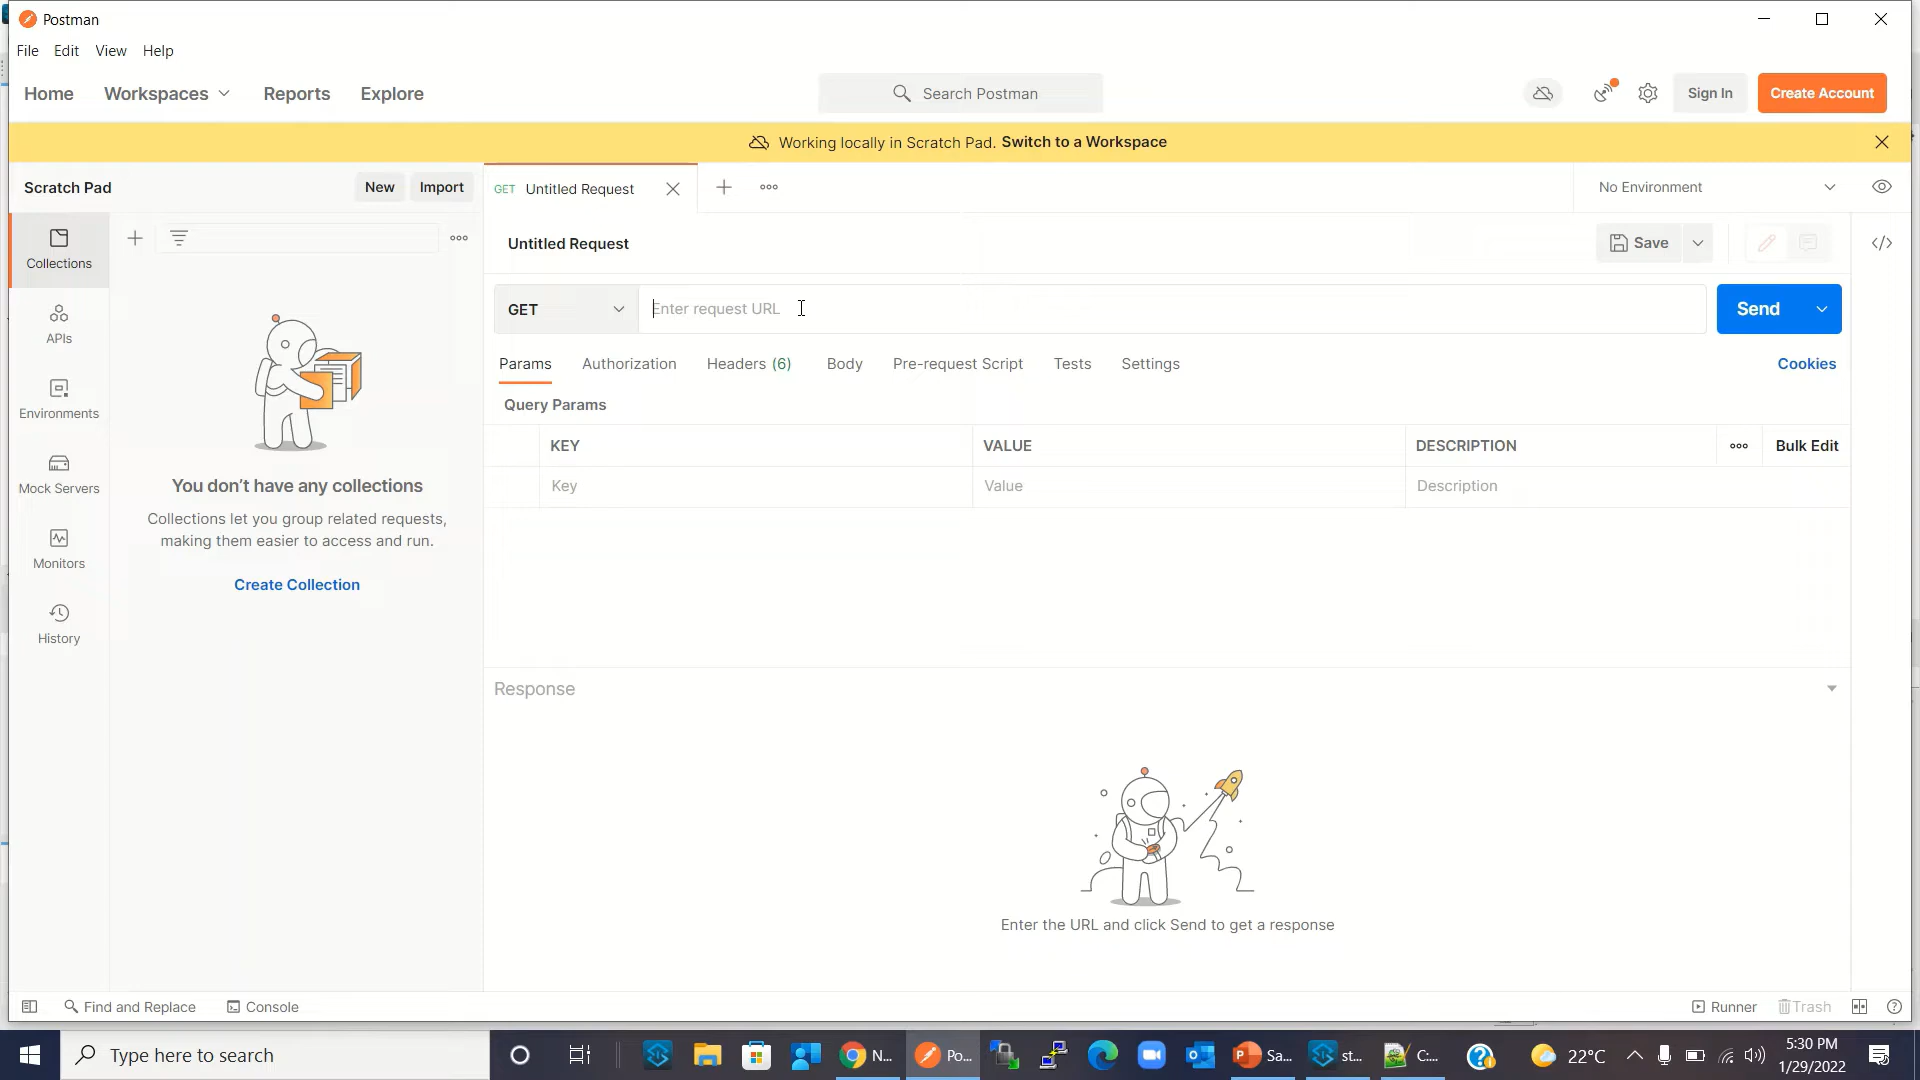 Postman
File Edit View Help
Home Workspaces Reports Explore
Search Postman
Sign In
Create Account
Working locally in Scratch Pad. Switch to a Workspace
Scratch Pad
New
Import
GET Untitled Request
No Environment
Untitled Request
Save
Collections
APIs
Environments
Mock Servers
Monitors
History
You don't have any collections
Collections let you group related requests,
making them easier to access and run.
Create Collection
GET
Enter request URL
Send
Params Authorization Headers (6) Body Pre-request Script Tests Settings
Cookies
Query Params
KEY VALUE DESCRIPTION
Bulk Edit
Key Value Description
Response
Enter the URL and click Send to get a response
Find and Replace
Console
Runner
Trash
Type here to search
N...
Po...
Sa...
st...
C:...
22°C
5:30 PM
1/29/2022